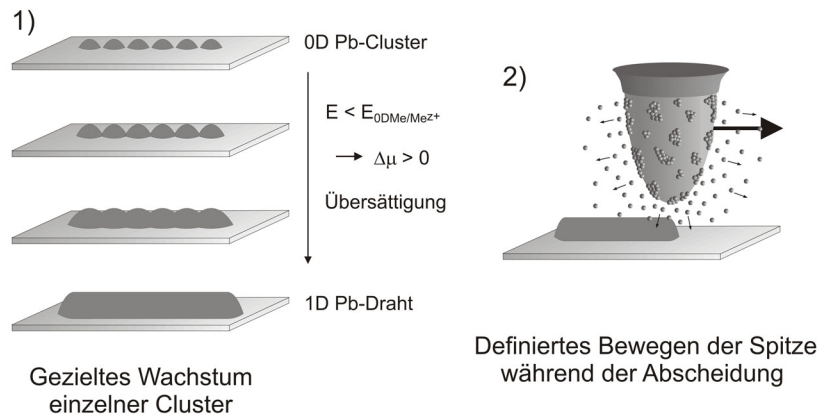 1)
0D Pb-Cluster
E < E0DMe/Mez+
→ Δμ > 0
Übersättigung
1D Pb-Draht
Gezieltes Wachstum
einzelner Cluster
2)
Definiertes Bewegen der Spitze
während der Abscheidung